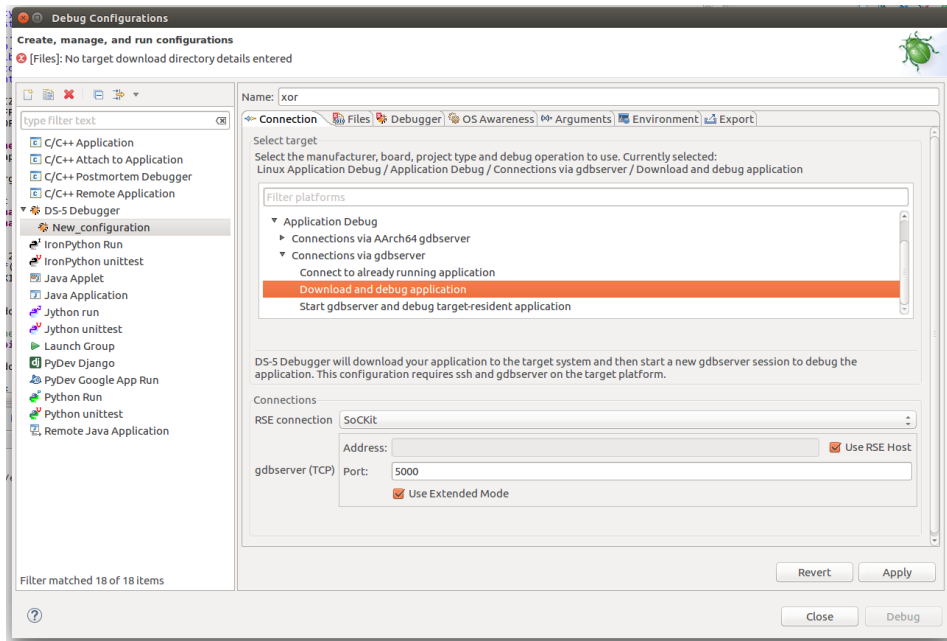 Debug Configurations
Create, manage, and run configurations
[Files]: No target download directory details entered
type filter text
C/C++ Application
C/C++ Attach to Application
C/C++ Postmortem Debugger
C/C++ Remote Application
DS-5 Debugger
New_configuration
IronPython Run
IronPython unittest
Java Applet
Java Application
Jython run
Jython unittest
Launch Group
PyDev Django
PyDev Google App Run
Python Run
Python unittest
Remote Java Application
Filter matched 18 of 18 items
Name: xor
Connection Files Debugger OS Awareness Arguments Environment Export
Select target
Select the manufacturer, board, project type and debug operation to use. Currently selected:
Linux Application Debug / Application Debug / Connections via gdbserver / Download and debug application
Filter platforms
Application Debug
Connections via AArch64 gdbserver
Connections via gdbserver
Connect to already running application
Download and debug application
Start gdbserver and debug target-resident application
DS-5 Debugger will download your application to the target system and then start a new gdbserver session to debug the
application. This configuration requires ssh and gdbserver on the target platform.
Connections
RSE connection SoCKit
Address: Use RSE Host
gdbserver (TCP) Port: 5000
Use Extended Mode
Revert Apply
Close Debug